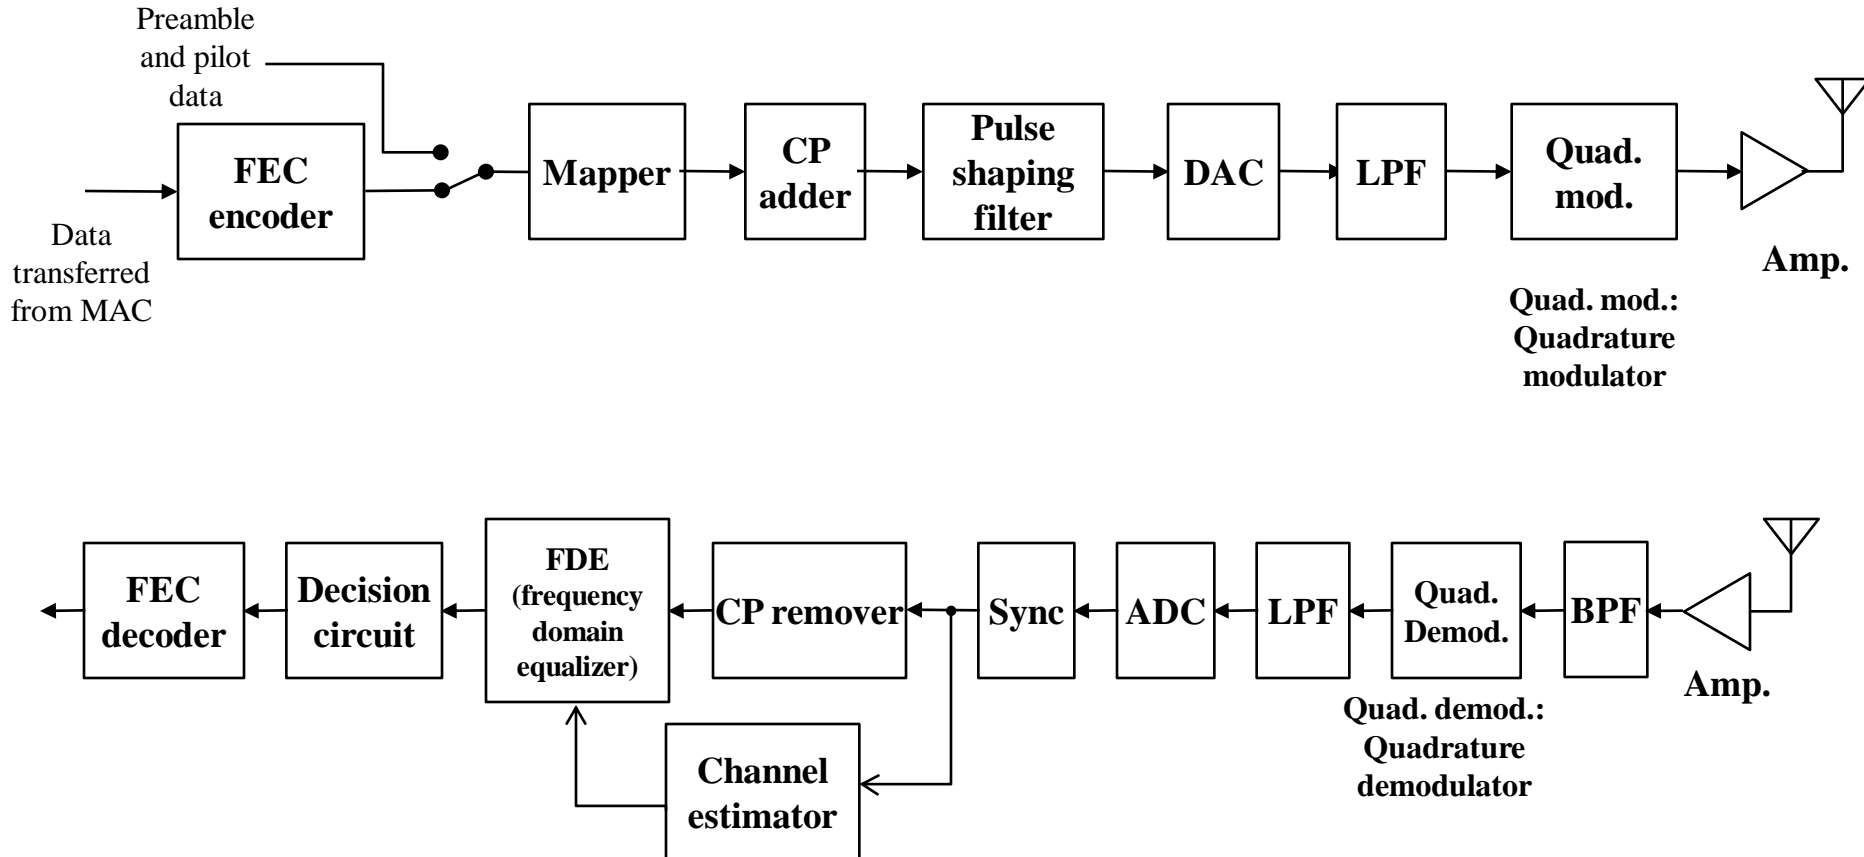 Preamble
and pilot
data
Data
transferred
from MAC
FEC
encoder
Mapper
CP
adder
Pulse
shaping
filter
DAC
LPF
Quad.
mod.
Amp.
Quad. mod.:
Quadrature
modulator
FEC
decoder
Decision
circuit
FDE
(frequency
domain
equalizer)
CP remover
Sync
ADC
LPF
Quad.
Demod.
BPF
Amp.
Channel
estimator
Quad. demod.:
Quadrature
demodulator